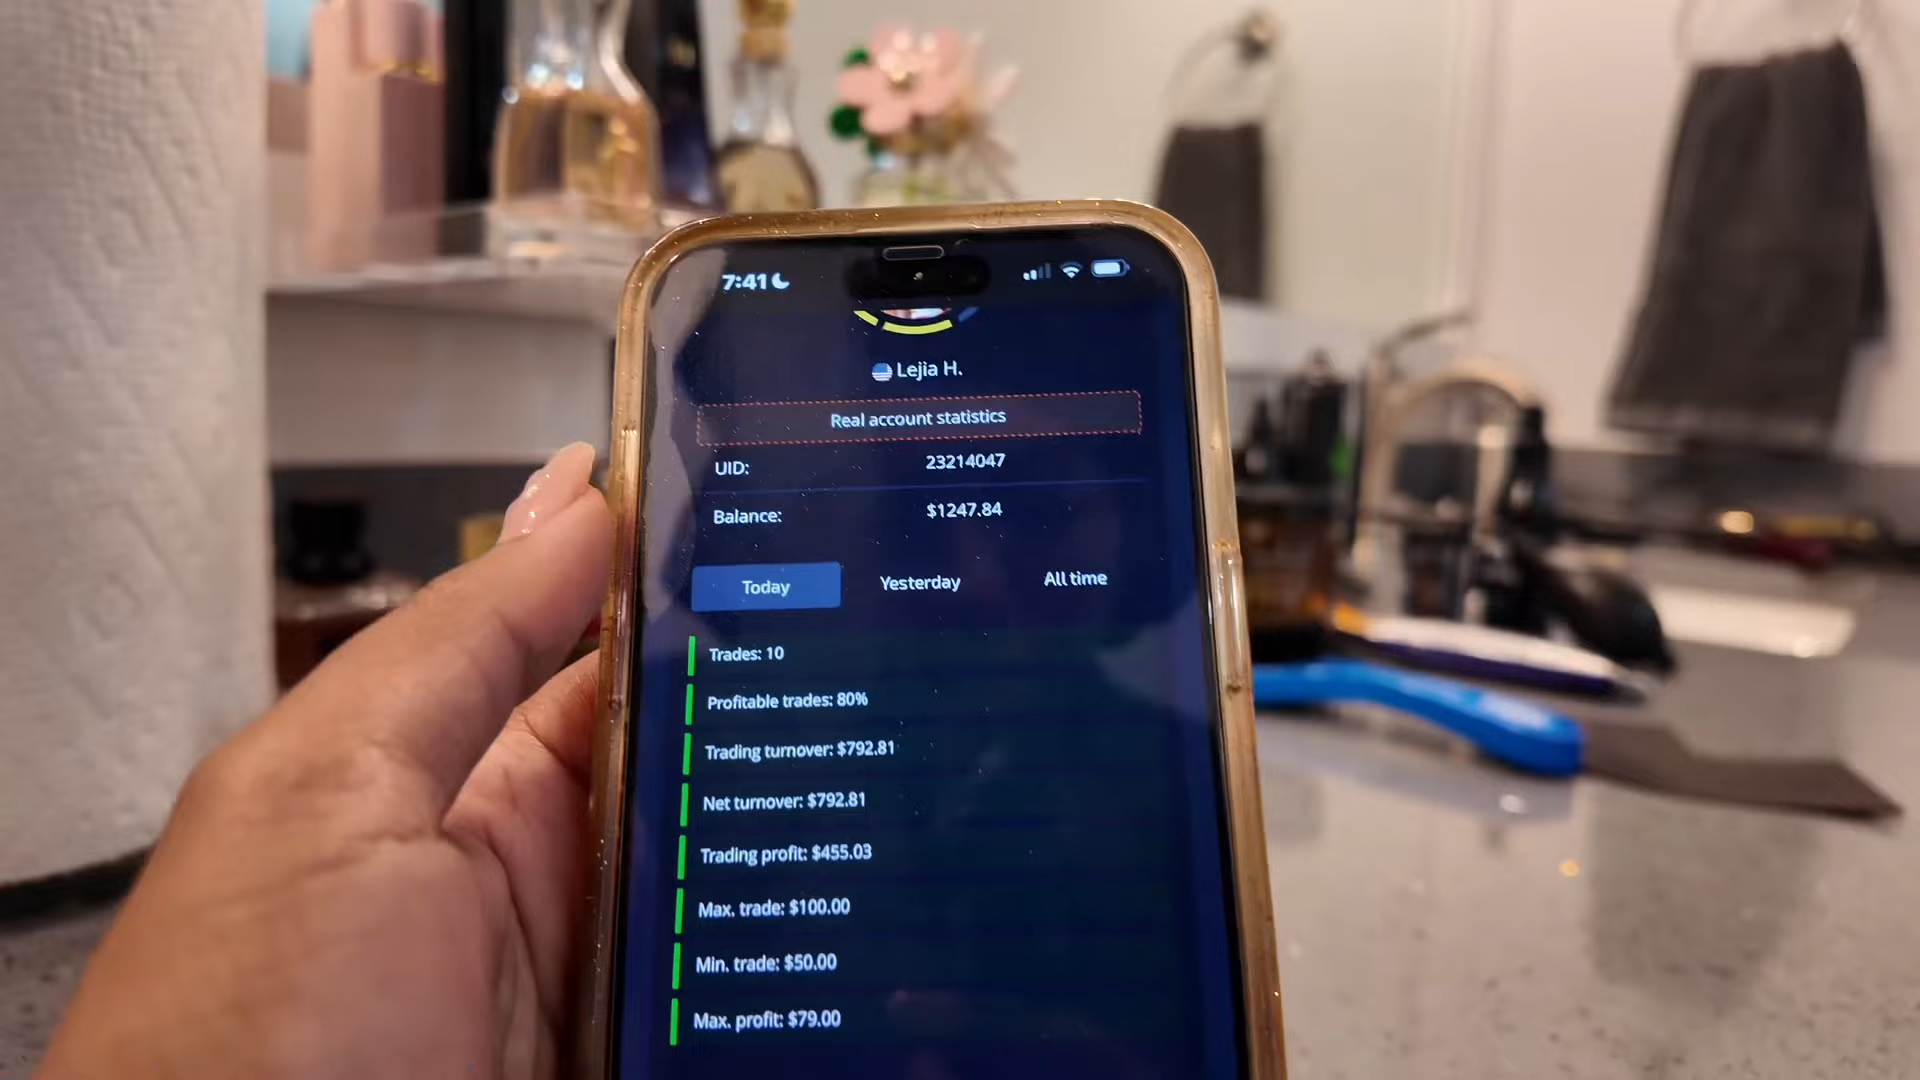 7:41
Lejia H.
Real account statistics
UID: 23214047
Balance: $1247.84
Today Yesterday All time
Trades: 10
Profitable trades: 80%
Trading turnover: $792.81
Net turnover: $792.81
Trading profit: $455.03
Max. trade: $100.00
Min. trade: $50.00
Max. profit: $79.00